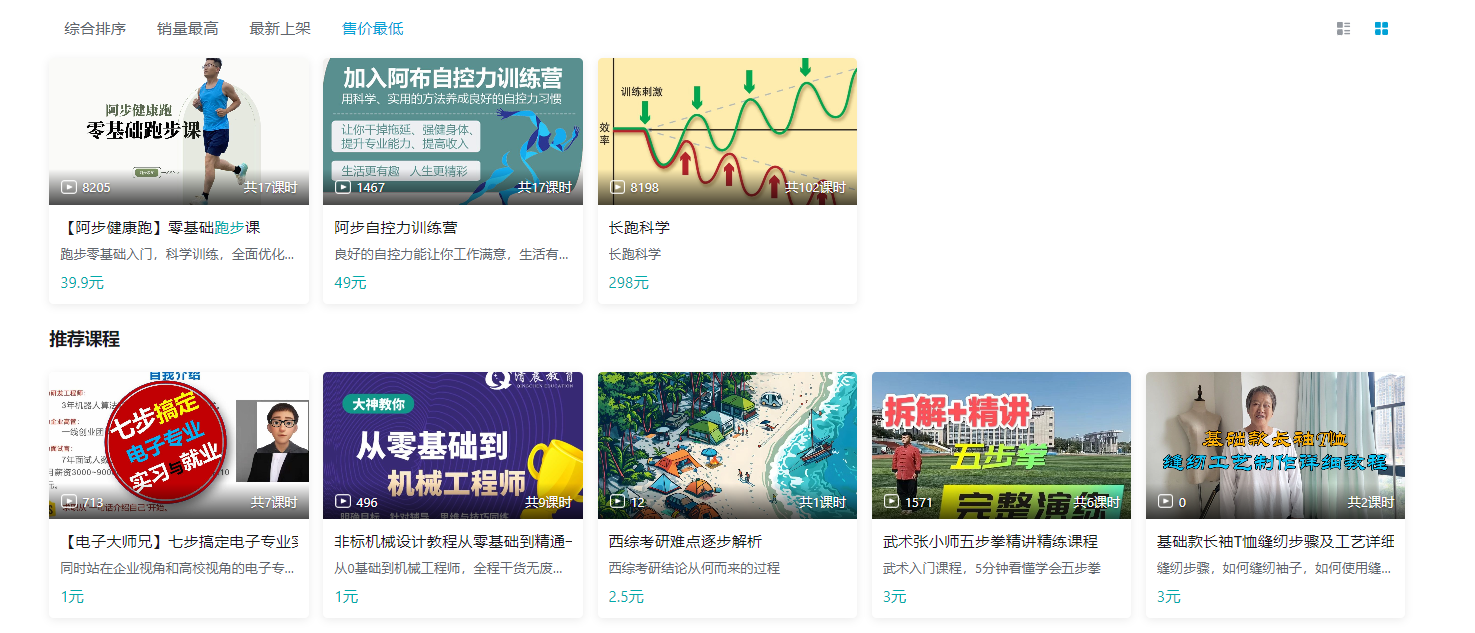 综合排序 销量最高 最新上架 售价最低
阿步健康跑
零基础跑步课
8205 共17课时
【阿步健康跑】零基础跑步课
跑步零基础入门，科学训练，全面优化...
39.9元
加入阿布自控力训练营
用科学、实用的方法养成良好的自控力习惯
让你干掉拖延、强健身体、
提升专业能力、提高收入
生活更有趣 人生更精彩
1467 共17课时
阿步自控力训练营
良好的自控力能让你工作满意，生活有...
49元
训练刺激
效率
8198 共102课时
长跑科学
长跑科学
298元
推荐课程
自我介绍
3年机器人算法
七步搞定
电子专业
实习与就业
713 共7课时
【电子大师兄】七步搞定电子专业实
同时站在企业视角和高校视角的电子专...
1元
清晨教育
QINGCHEN EDUCATION
大神教你
从零基础到
机械工程师
496 共9课时
非标机械设计教程从零基础到精通-
从0基础到机械工程师，全程干货无废...
1元
12 共1课时
西综考研难点逐步解析
西综考研结论从何而来的过程
2.5元
拆解+精讲
五步拳
完整演练
1571 共6课时
武术张小师五步拳精讲精练课程
武术入门课程，5分钟看懂学会五步拳
3元
基础款长袖T恤
缝纫工艺制作详细教程
0 共2课时
基础款长袖T恤缝纫步骤及工艺详细
缝纫步骤，如何缝纫袖子，如何使用缝...
3元